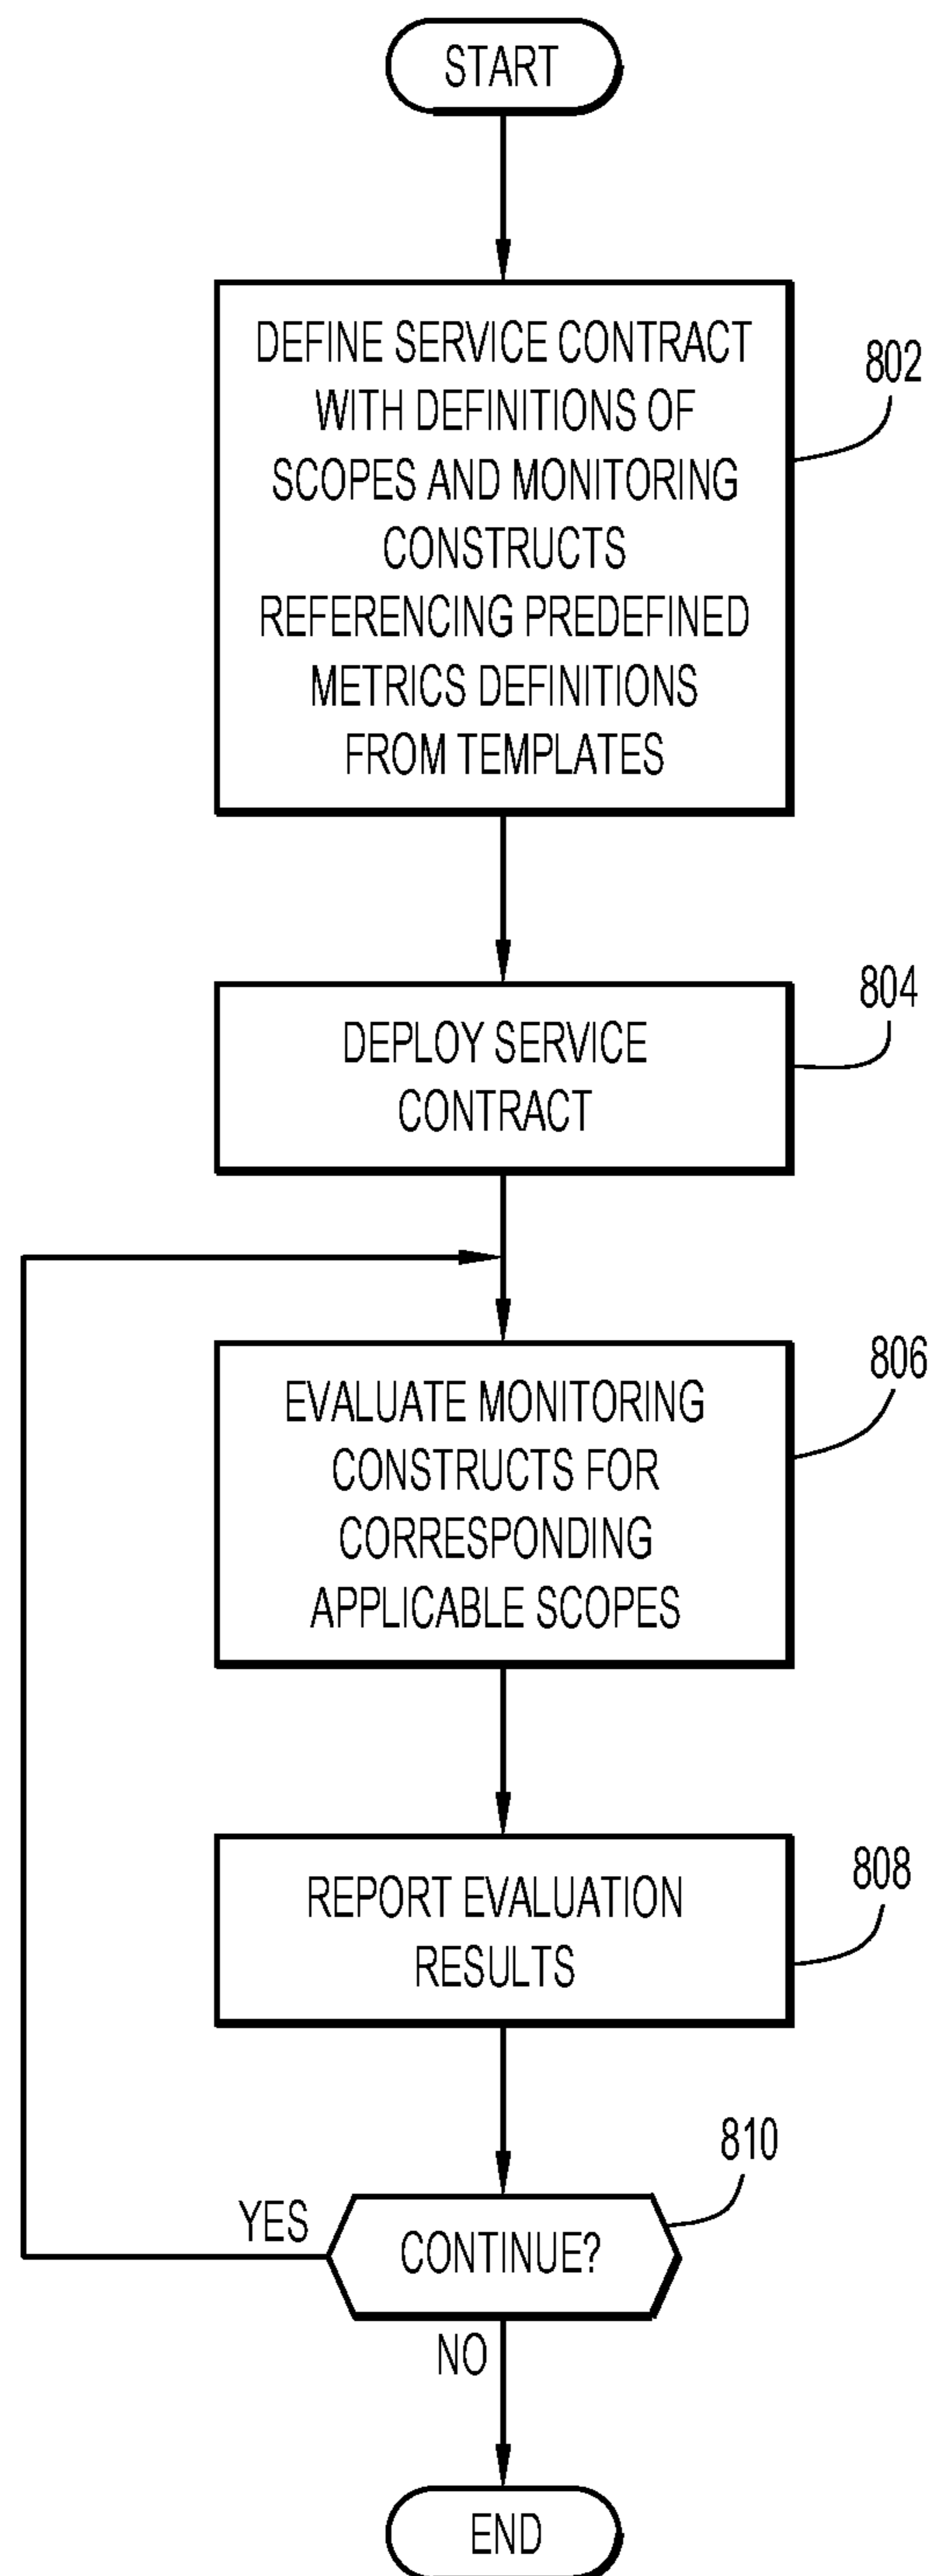 START
DEFINE SERVICE CONTRACT
WITH DEFINITIONS OF
SCOPES AND MONITORING
CONSTRUCTS
REFERENCING PREDEFINED
METRICS DEFINITIONS
FROM TEMPLATES
802
DEPLOY SERVICE
CONTRACT
804
EVALUATE MONITORING
CONSTRUCTS FOR
CORRESPONDING
APPLICABLE SCOPES
806
REPORT EVALUATION
RESULTS
808
810
YES
CONTINUE?
NO
END